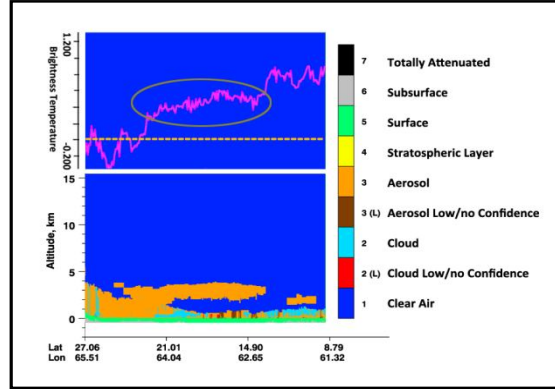 1.200
Brightness Temperature
-0.200
15
10
5
0
Altitude, km
Lat 27.06 21.01 14.90 8.79
Lon 65.51 64.04 62.65 61.32
7 Totally Attenuated
6 Subsurface
5 Surface
4 Stratospheric Layer
3 Aerosol
3 (L) Aerosol Low/no Confidence
2 Cloud
2 (L) Cloud Low/no Confidence
1 Clear Air